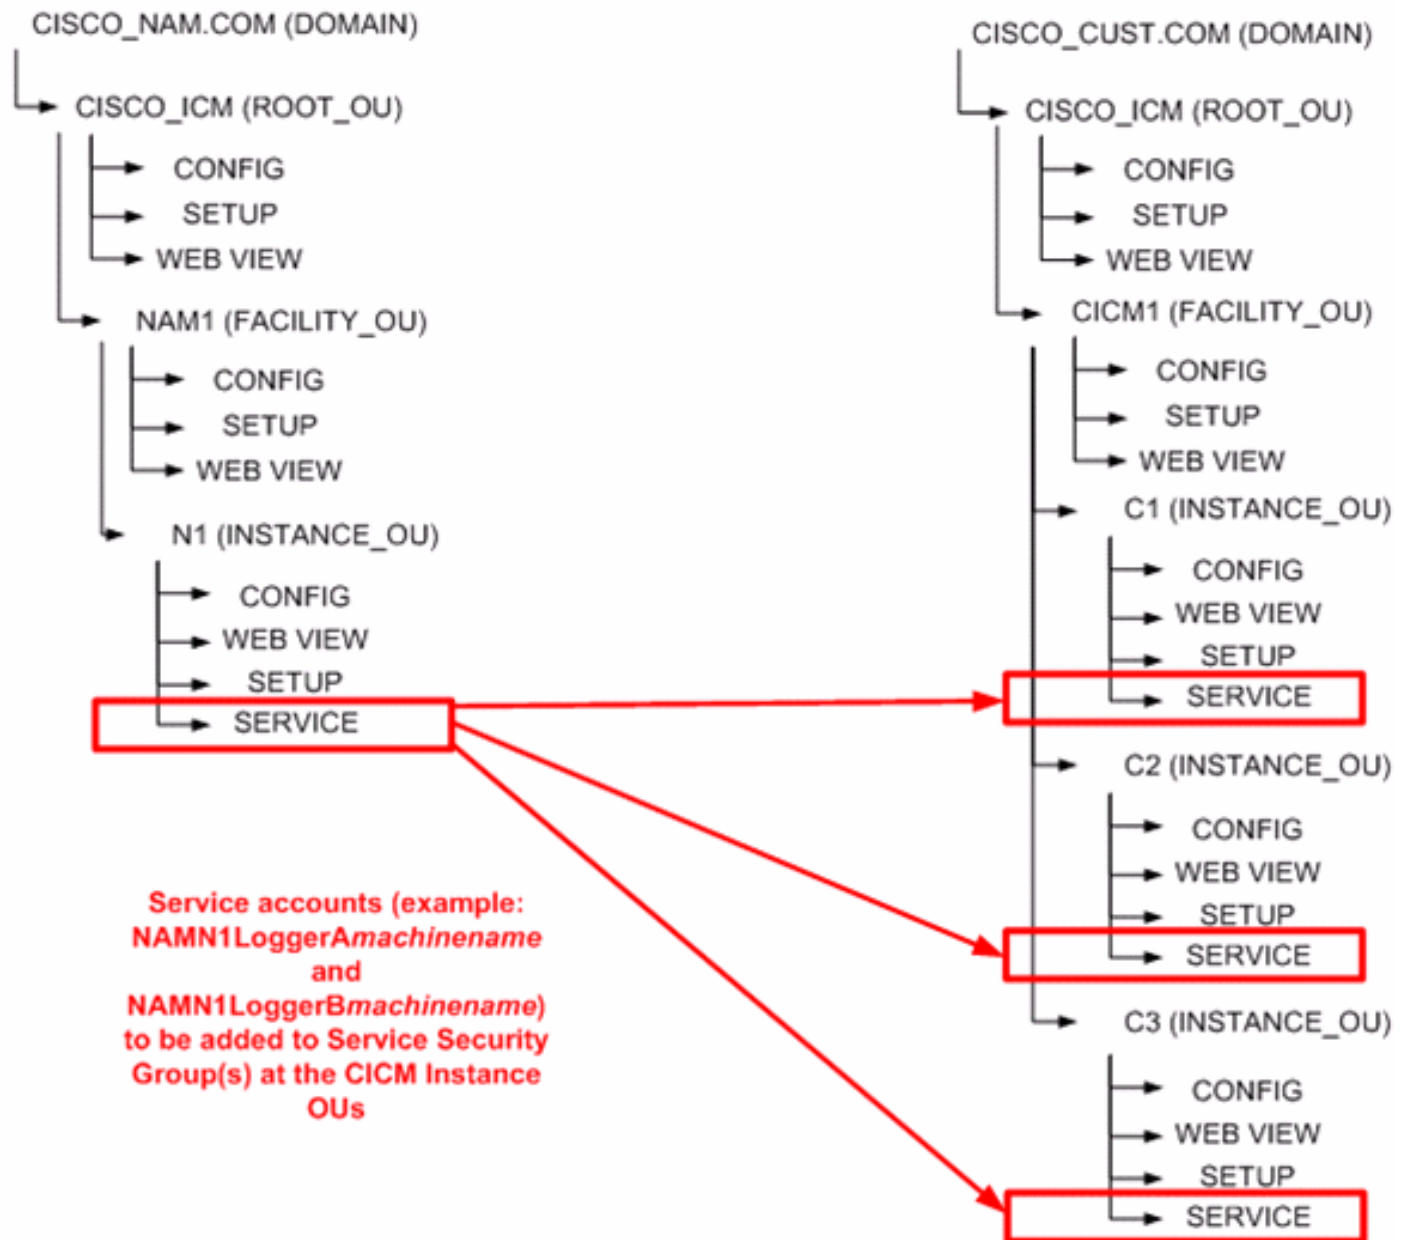 CISCO_NAM.COM (DOMAIN)
CISCO_ICM (ROOT_OU)
CONFIG
SETUP
WEB VIEW
NAM1 (FACILITY_OU)
CONFIG
SETUP
WEB VIEW
N1 (INSTANCE_OU)
CONFIG
WEB VIEW
SETUP
SERVICE
Service accounts (example:
NAMN1LoggerAmachinename
and
NAMN1LoggerBmachinename)
to be added to Service Security
Group(s) at the CICM Instance
OUs
CISCO_CUST.COM (DOMAIN)
CISCO_ICM (ROOT_OU)
CONFIG
SETUP
WEB VIEW
CICM1 (FACILITY_OU)
CONFIG
SETUP
WEB VIEW
C1 (INSTANCE_OU)
CONFIG
WEB VIEW
SETUP
SERVICE
C2 (INSTANCE_OU)
CONFIG
WEB VIEW
SETUP
SERVICE
C3 (INSTANCE_OU)
CONFIG
WEB VIEW
SETUP
SERVICE